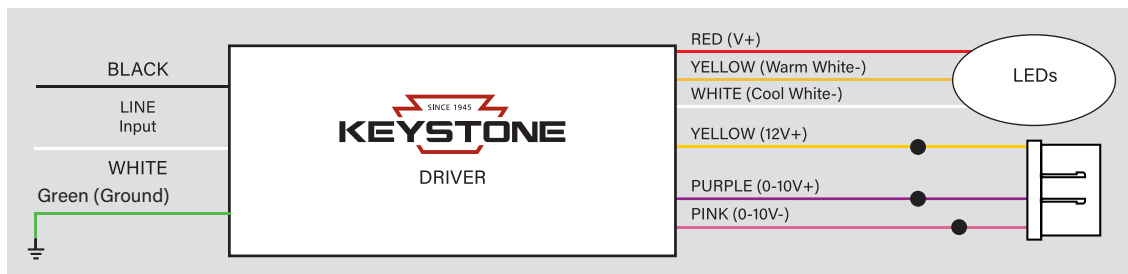 BLACK
LINE
Input
WHITE
Green (Ground)
SINCE 1945
KEYSTONE
DRIVER
RED (V+)
YELLOW (Warm White-)
WHITE (Cool White-)
YELLOW (12V+)
PURPLE (0-10V+)
PINK (0-10V-)
LEDs